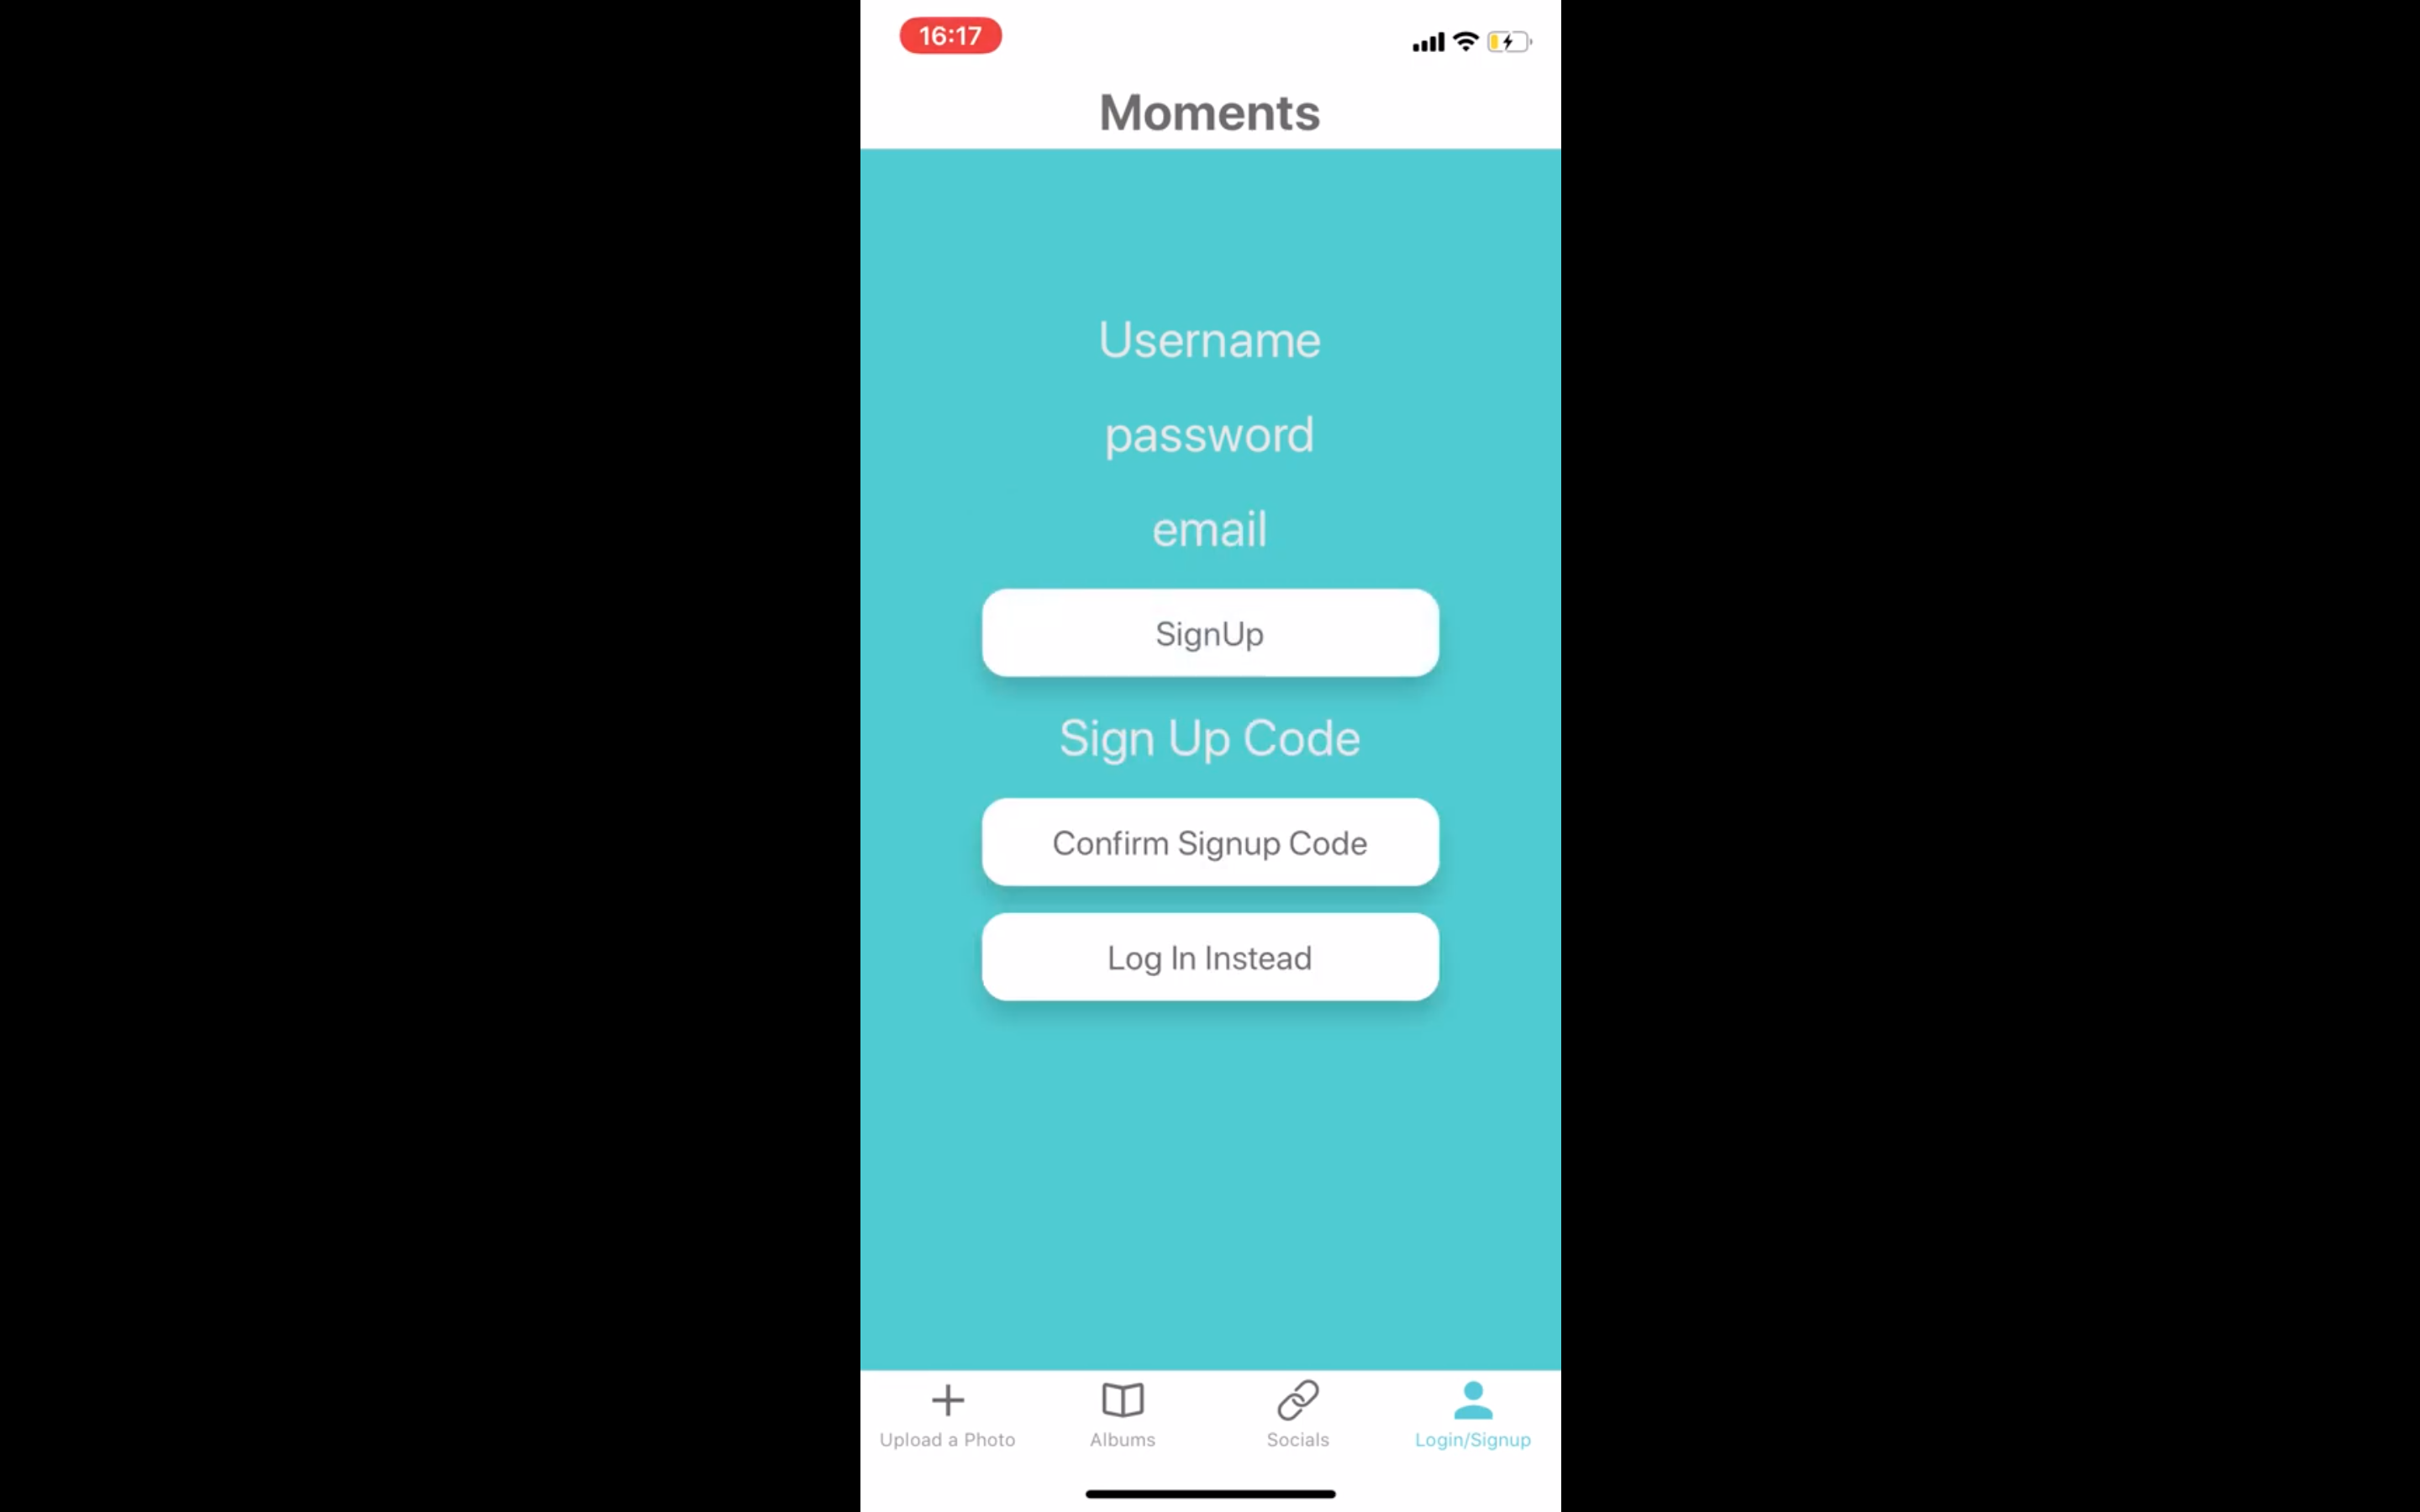 16:17
Moments
Username
password
email
SignUp
Sign Up Code
Confirm Signup Code
Log In Instead
Upload a Photo
Albums
Socials
Login/Signup